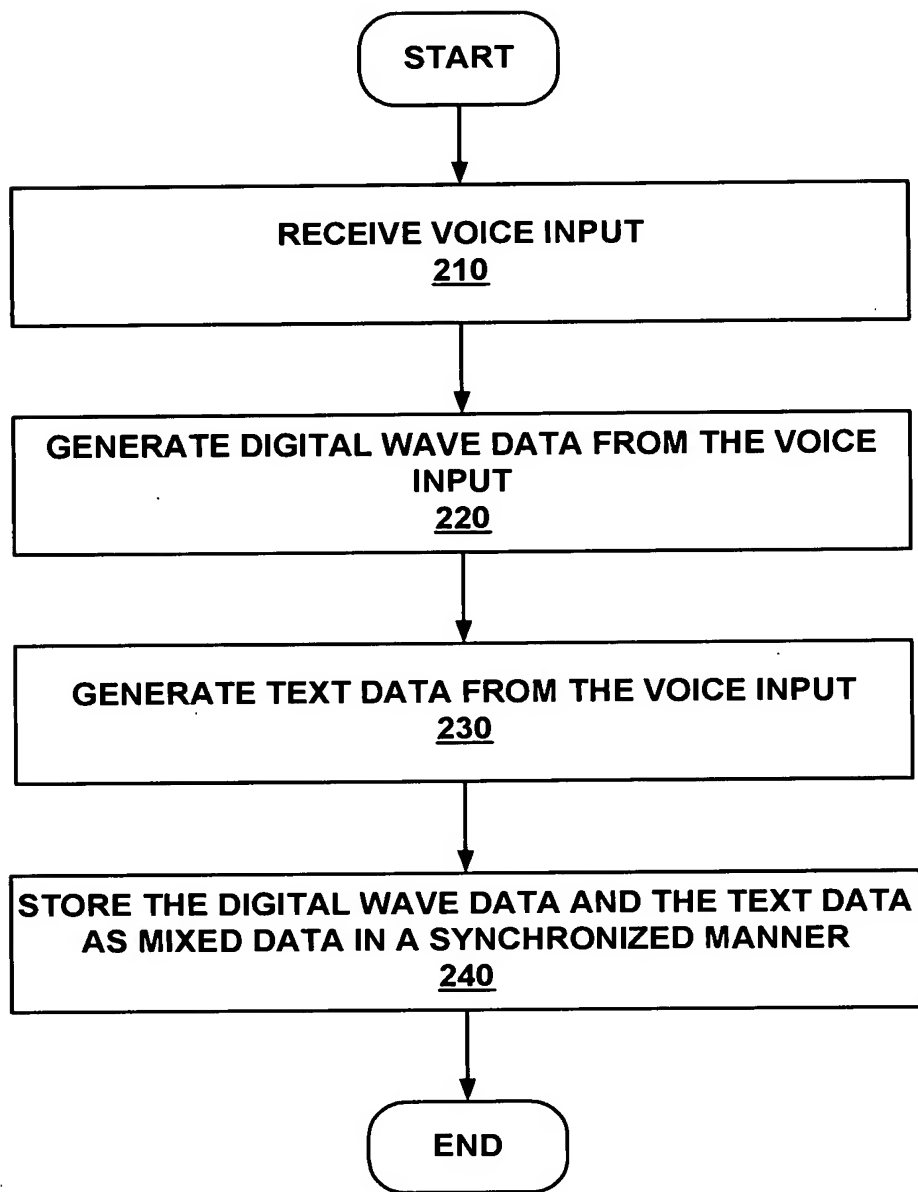 START
RECEIVE VOICE INPUT
210
GENERATE DIGITAL WAVE DATA FROM THE VOICE
INPUT
220
GENERATE TEXT DATA FROM THE VOICE INPUT
230
STORE THE DIGITAL WAVE DATA AND THE TEXT DATA
AS MIXED DATA IN A SYNCHRONIZED MANNER
240
END